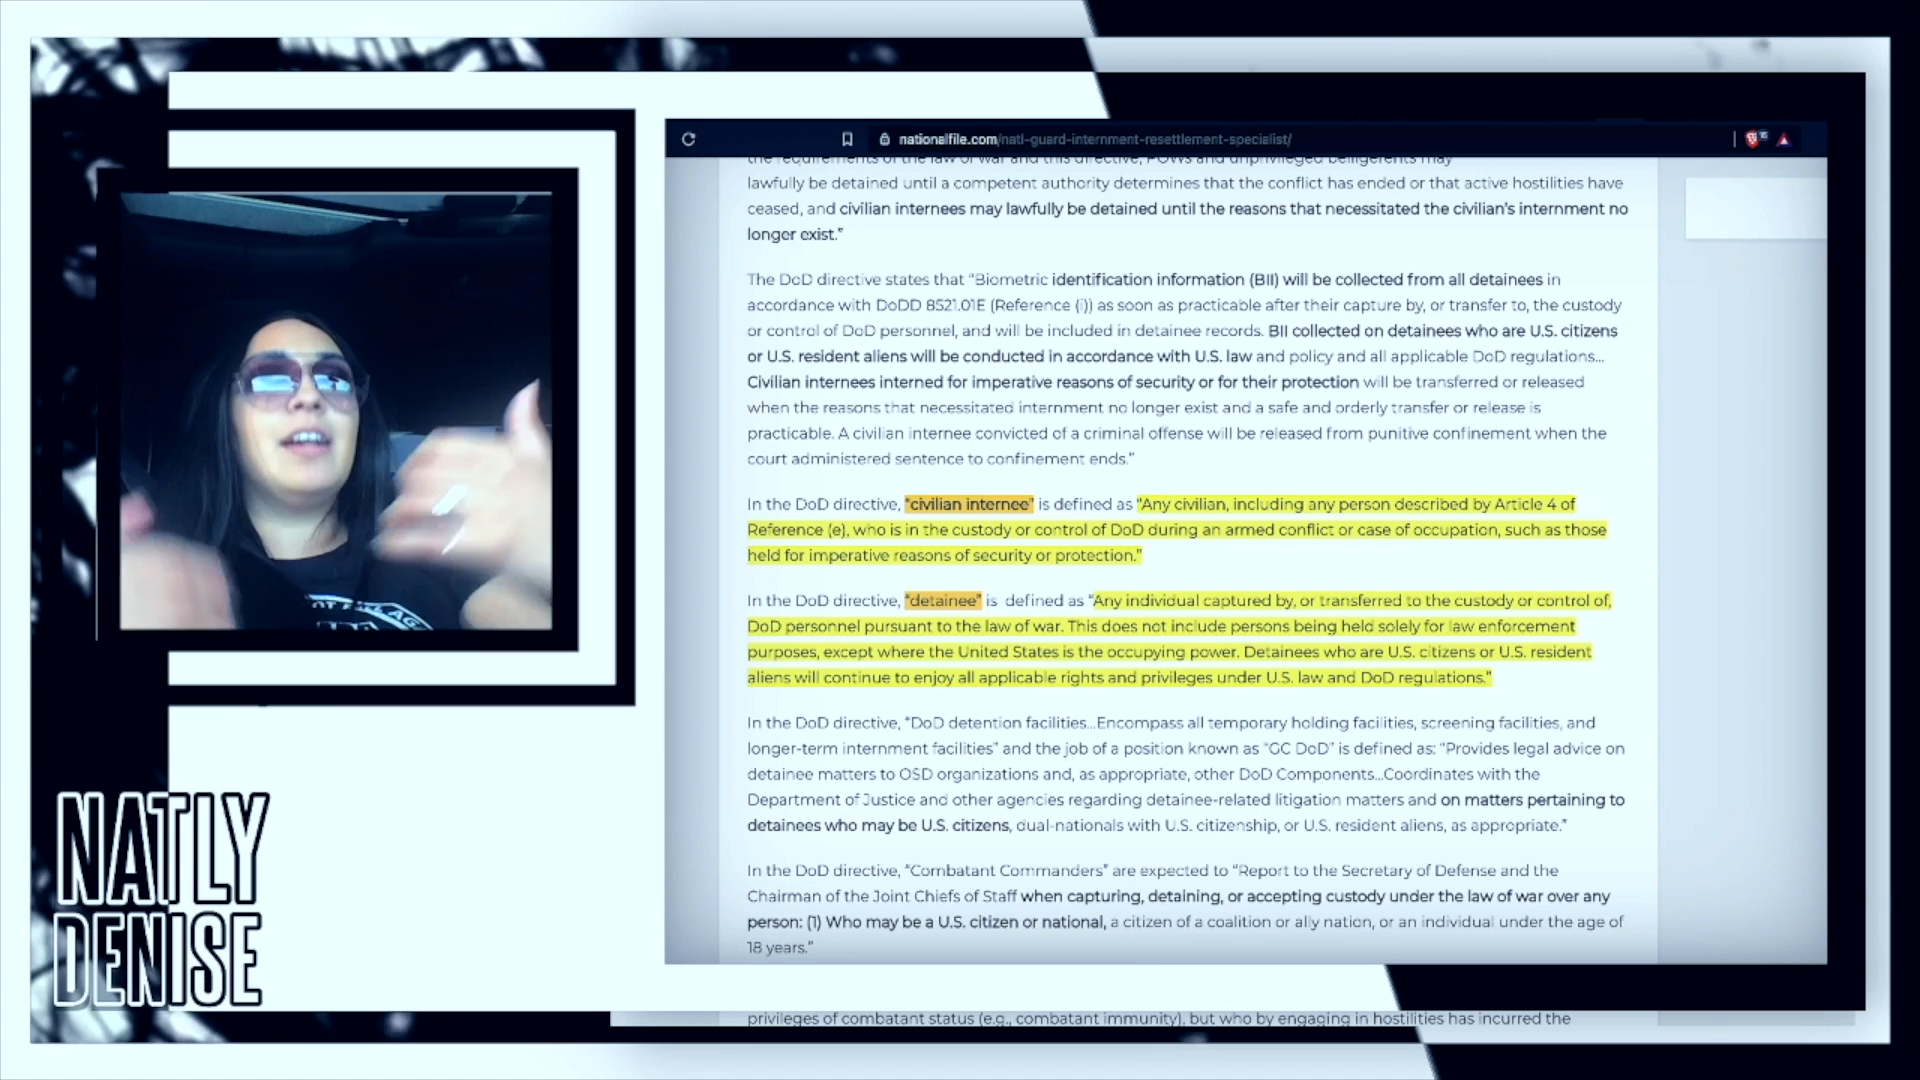 nationalfile.com/natl-guard-internment-resettlement-specialist/
the requirements of the law of war and this directive, POWs and unprivileged belligerents may
lawfully be detained until a competent authority determines that the conflict has ended or that active hostilities have
ceased, and civilian internees may lawfully be detained until the reasons that necessitated the civilian's internment no
longer exist."
The DoD directive states that "Biometric identification information (BII) will be collected from all detainees in
accordance with DoDD 8521.01E (Reference (i)) as soon as practicable after their capture by, or transfer to, the custody
or control of DoD personnel, and will be included in detainee records. BII collected on detainees who are U.S. citizens
or U.S. resident aliens will be conducted in accordance with U.S. law and policy and all applicable DoD regulations...
Civilian internees interned for imperative reasons of security or for their protection will be transferred or released
when the reasons that necessitated internment no longer exist and a safe and orderly transfer or release is
practicable. A civilian internee convicted of a criminal offense will be released from punitive confinement when the
court administered sentence to confinement ends."
In the DoD directive, "civilian internee" is defined as "Any civilian, including any person described by Article 4 of
Reference (e), who is in the custody or control of DoD during an armed conflict or case of occupation, such as those
held for imperative reasons of security or protection."
In the DoD directive, "detainee" is defined as "Any individual captured by, or transferred to the custody or control of,
DoD personnel pursuant to the law of war. This does not include persons being held solely for law enforcement
purposes, except where the United States is the occupying power. Detainees who are U.S. citizens or U.S. resident
aliens will continue to enjoy all applicable rights and privileges under U.S. law and DoD regulations."
In the DoD directive, "DoD detention facilities...Encompass all temporary holding facilities, screening facilities, and
longer-term internment facilities" and the job of a position known as "GC DoD" is defined as: "Provides legal advice on
detainee matters to OSD organizations and, as appropriate, other DoD Components...Coordinates with the
Department of Justice and other agencies regarding detainee-related litigation matters and on matters pertaining to
detainees who may be U.S. citizens, dual-nationals with U.S. citizenship, or U.S. resident aliens, as appropriate."
In the DoD directive, "Combatant Commanders" are expected to "Report to the Secretary of Defense and the
Chairman of the Joint Chiefs of Staff when capturing, detaining, or accepting custody under the law of war over any
person: (1) Who may be a U.S. citizen or national, a citizen of a coalition or ally nation, or an individual under the age of
18 years."
privileges of combatant status (e.g., combatant immunity), but who by engaging in hostilities has incurred the
NATLY
DENISE